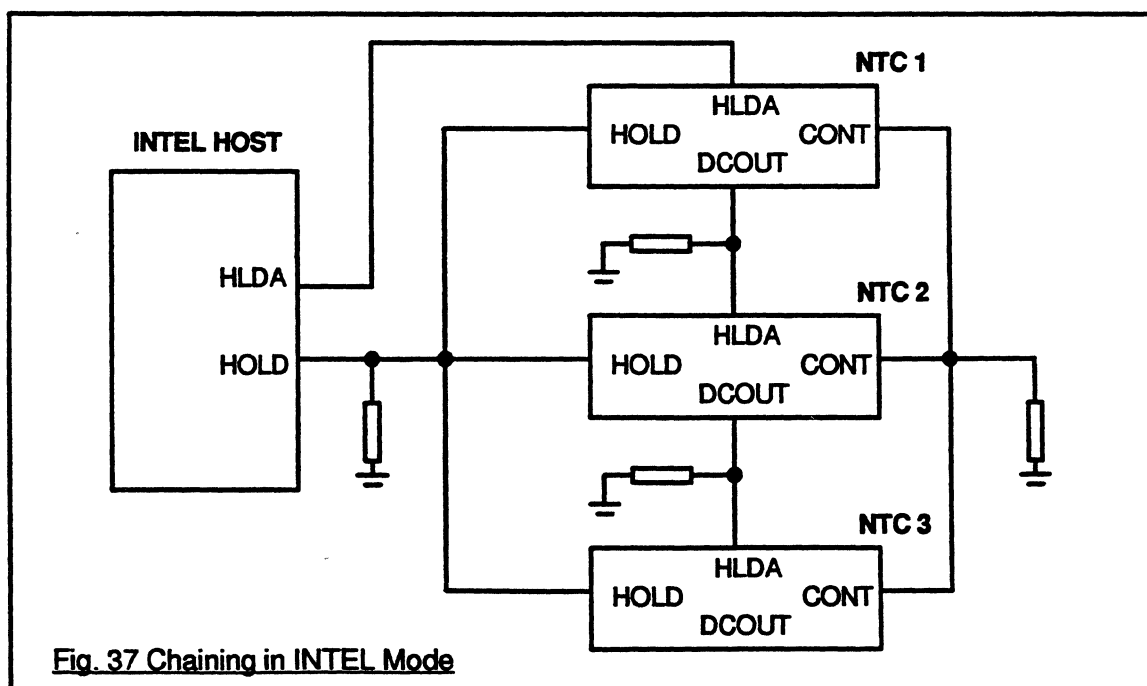 NTC 1
HLDA
HOLD CONT
DCOUT
INTEL HOST
HLDA
HOLD
NTC 2
HLDA
HOLD CONT
DCOUT
NTC 3
HLDA
HOLD CONT
DCOUT
Fig. 37 Chaining in INTEL Mode